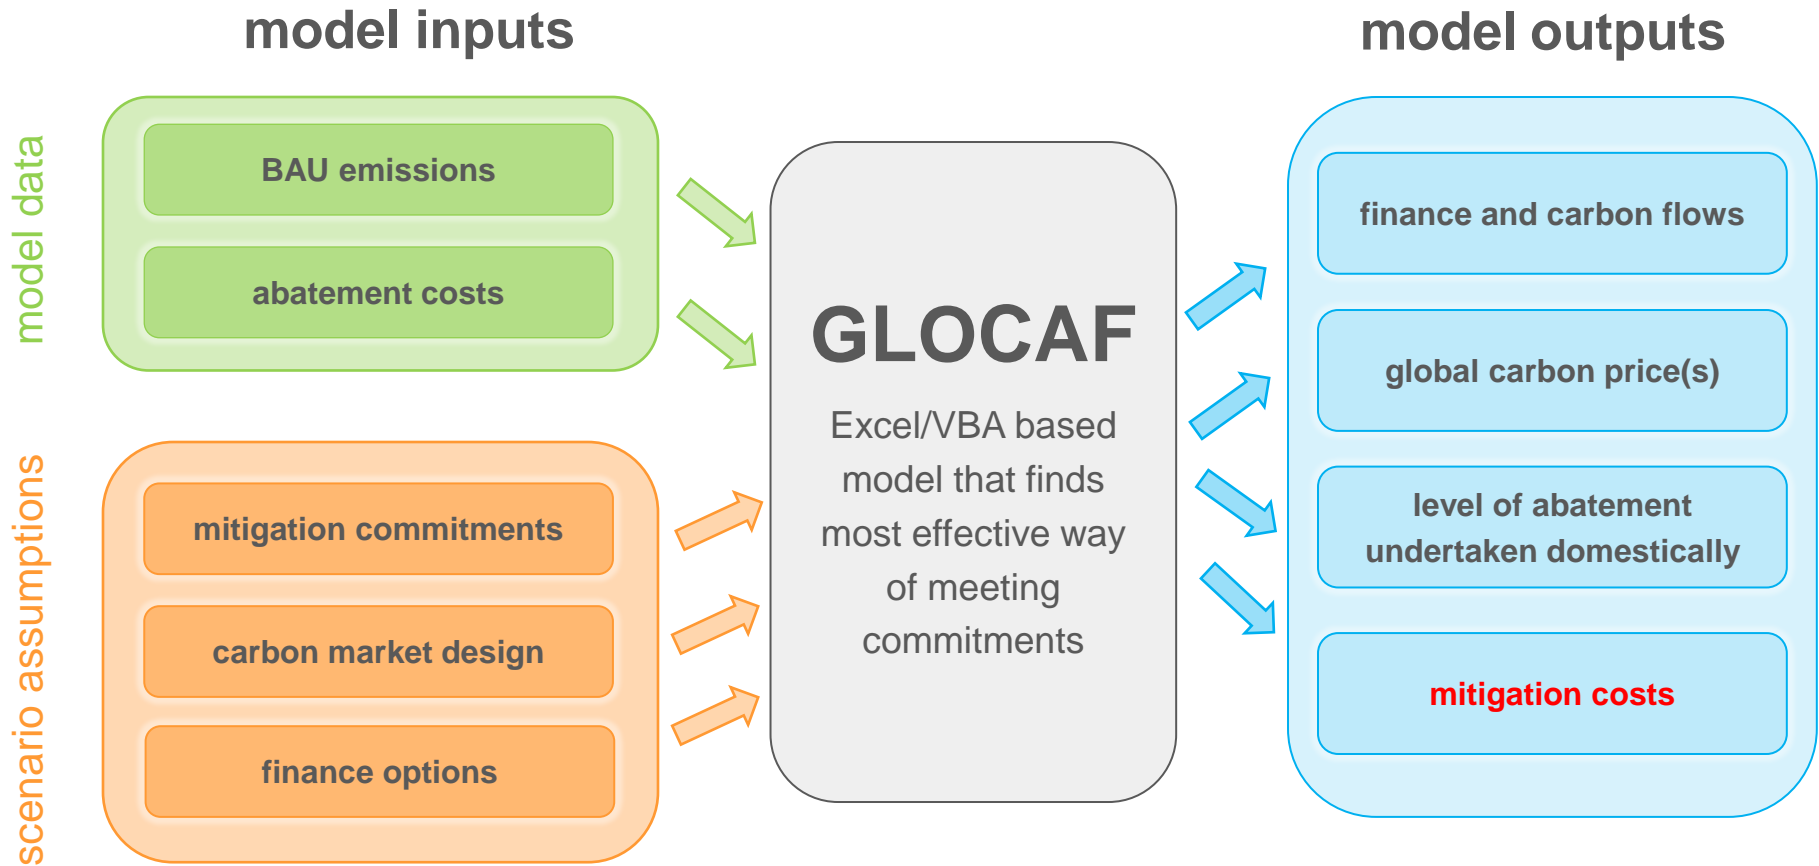 model inputs
model data
BAU emissions
abatement costs
scenario assumptions
mitigation commitments
carbon market design
finance options
GLOCAF
Excel/VBA based
model that finds
most effective way
of meeting
commitments
model outputs
finance and carbon flows
global carbon price(s)
level of abatement
undertaken domestically
mitigation costs